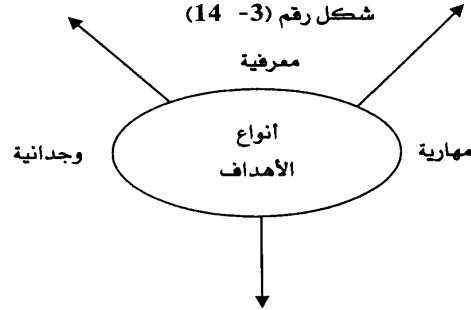 شكل رقم (3- 14)
معرفية
مهارية
أنواع
الأهداف
وجدانية